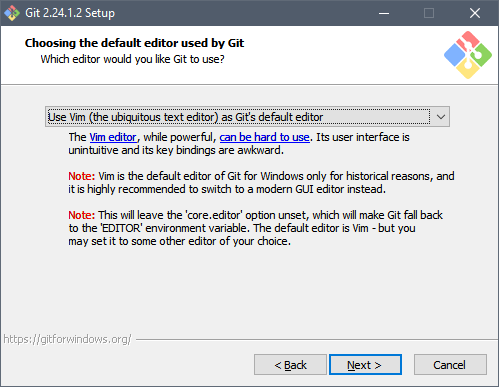 Git 2.24.1.2 Setup
Choosing the default editor used by Git
Which editor would you like Git to use?
Use Vim (the ubiquitous text editor) as Git's default editor
The Vim editor, while powerful, can be hard to use. Its user interface is
unintuitive and its key bindings are awkward.
Note: Vim is the default editor of Git for Windows only for historical reasons, and
it is highly recommended to switch to a modern GUI editor instead.
Note: This will leave the 'core.editor' option unset, which will make Git fall back
to the 'EDITOR' environment variable. The default editor is Vim - but you
may set it to some other editor of your choice.
https://gitforwindows.org/
< Back
Next >
Cancel